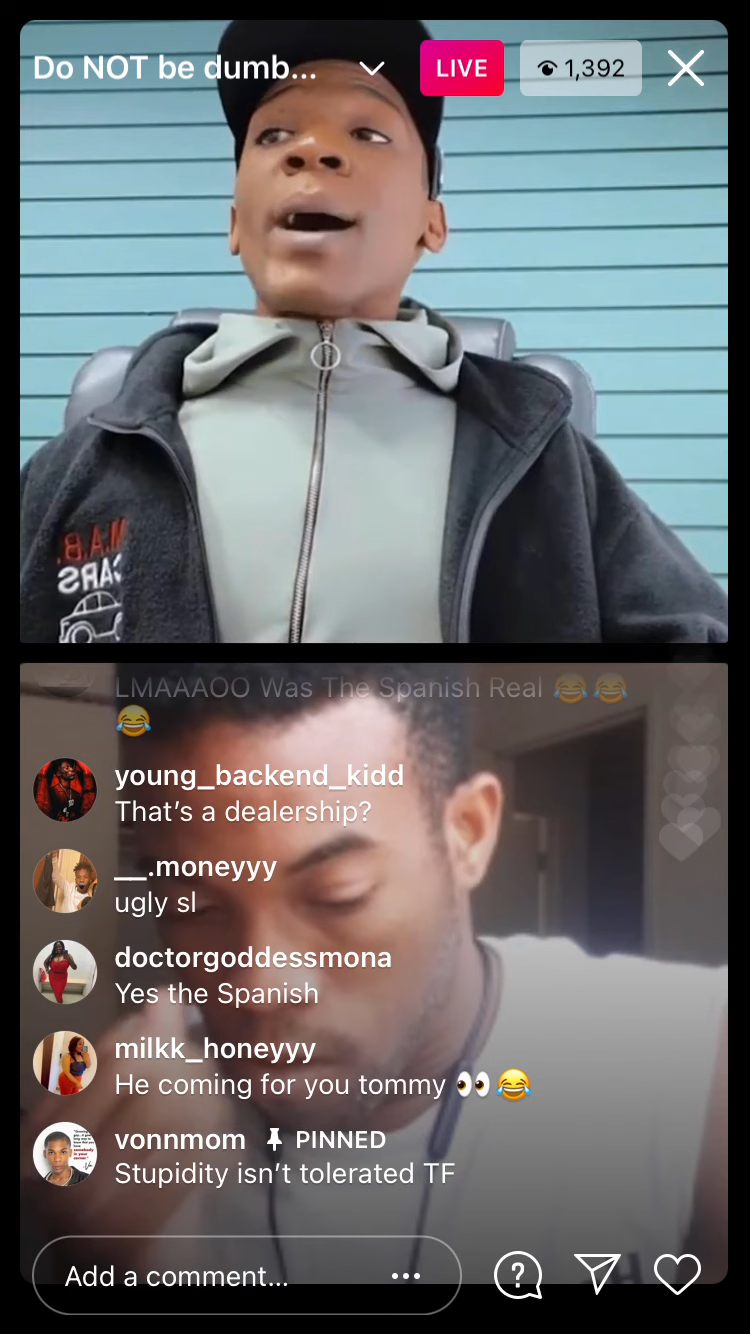 Do NOT be dumb...
LIVE
1,392
M.A.B.
CARS
LMAAAOO Was The Spanish Real 😂😂
😂
young_backend_kidd
That’s a dealership?
__.moneyyy
ugly sl
doctorgoddessmona
Yes the Spanish
milkk_honeyyy
He coming for you tommy 👀😂
vonnmom 📌 PINNED
Stupidity isn’t tolerated TF
Add a comment...